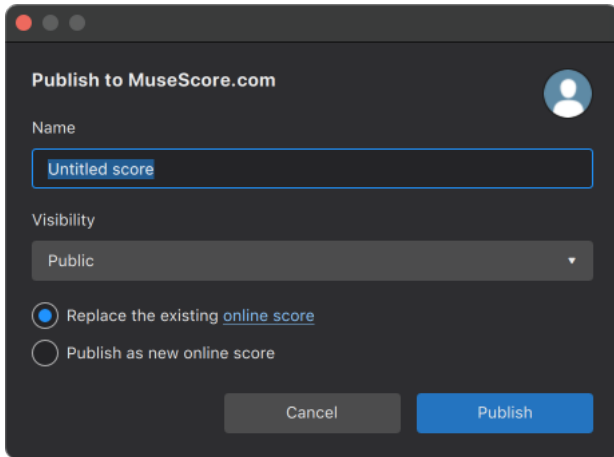 Publish to MuseScore.com
Name
Untitled score
Visibility
Public
Replace the existing online score
Publish as new online score
Cancel Publish